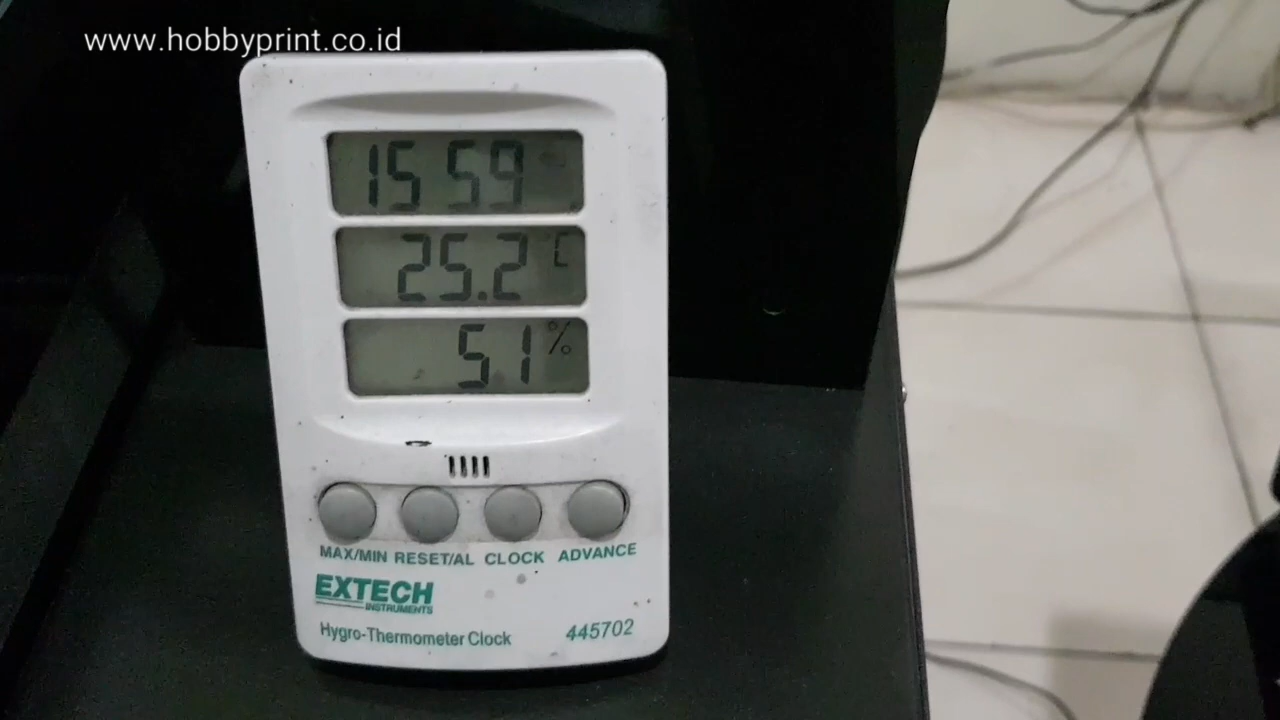 www.hobbyprint.co.id
15 59
25.2 °C
51 %
MAX/MIN RESET/AL CLOCK ADVANCE
EXTECH
INSTRUMENTS
Hygro-Thermometer Clock 445702